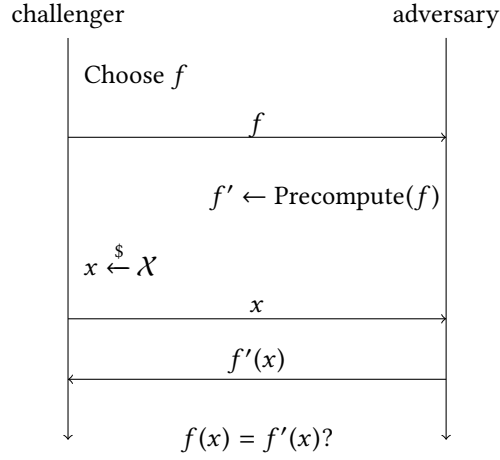 challenger adversary
Choose f
f
f′ ← Precompute(f)
x $← 𝒳
x
f′(x)
f(x) = f′(x)?